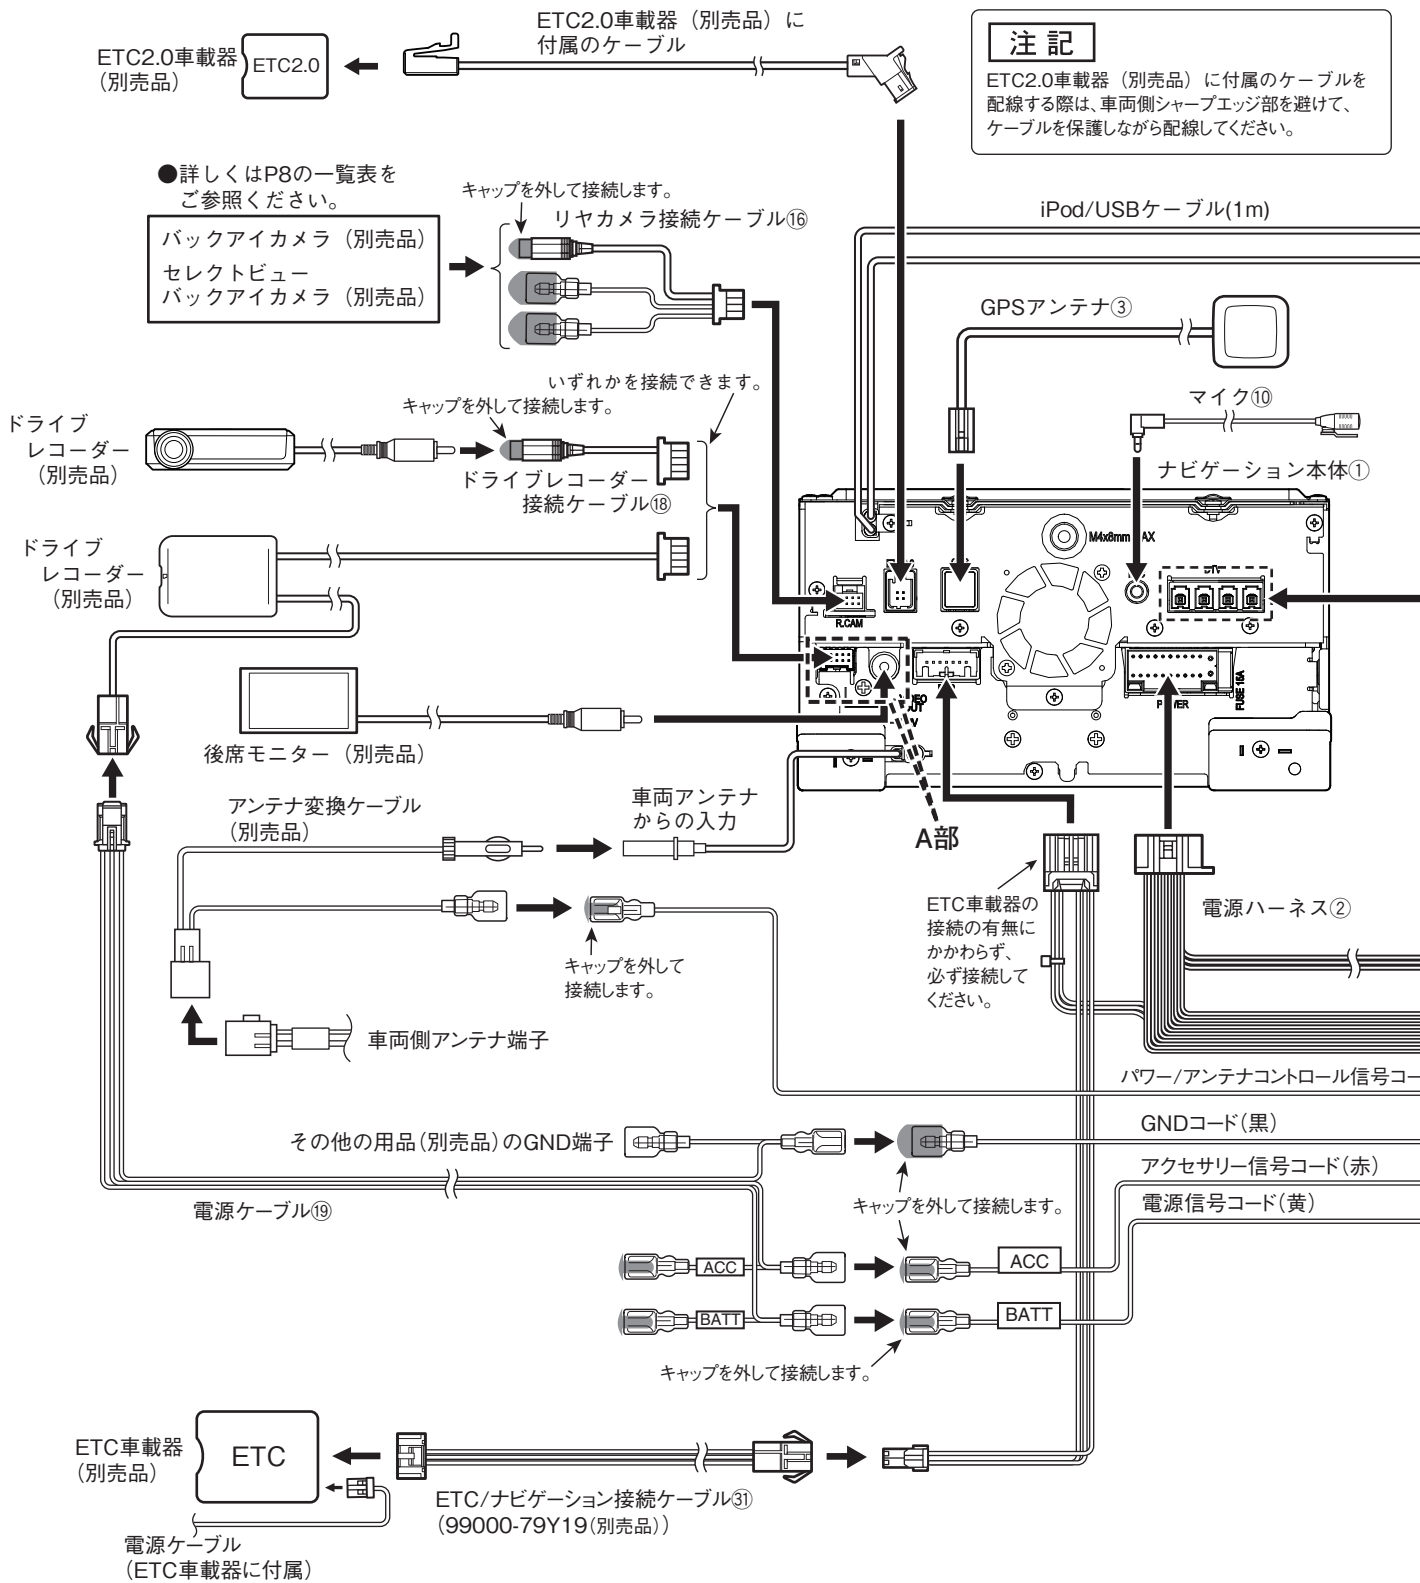 ETC2.0車載器（別売品）に
付属のケーブル
ETC2.0車載器
（別売品）
ETC2.0
注 記
ETC2.0車載器（別売品）に付属のケーブルを
配線する際は、車両側シャープエッジ部を避けて、
ケーブルを保護しながら配線してください。
●詳しくはP8の一覧表を
ご参照ください。
バックアイカメラ（別売品）
セレクトビュー
バックアイカメラ（別売品）
キャップを外して接続します。
リヤカメラ接続ケーブル⑯
iPod/USBケーブル(1m)
GPSアンテナ③
マイク⑩
ナビゲーション本体①
いずれかを接続できます。
キャップを外して接続します。
ドライブ
レコーダー
（別売品）
ドライブレコーダー
接続ケーブル⑱
ドライブ
レコーダー
（別売品）
R.CAM
FUSE 15A
後席モニター（別売品）
アンテナ変換ケーブル
（別売品）
車両アンテナ
からの入力
A部
ETC車載器の
接続の有無に
かかわらず、
必ず接続して
ください。
電源ハーネス②
キャップを外して
接続します。
車両側アンテナ端子
パワー/アンテナコントロール信号コー
GNDコード（黒）
その他の用品（別売品）のGND端子
アクセサリー信号コード（赤）
電源信号コード（黄）
電源ケーブル⑲
キャップを外して接続します。
ACC
ACC
BATT
BATT
キャップを外して接続します。
ETC車載器
（別売品）
ETC
ETC/ナビゲーション接続ケーブル㉛
（99000-79Y19（別売品））
電源ケーブル
（ETC車載器に付属）